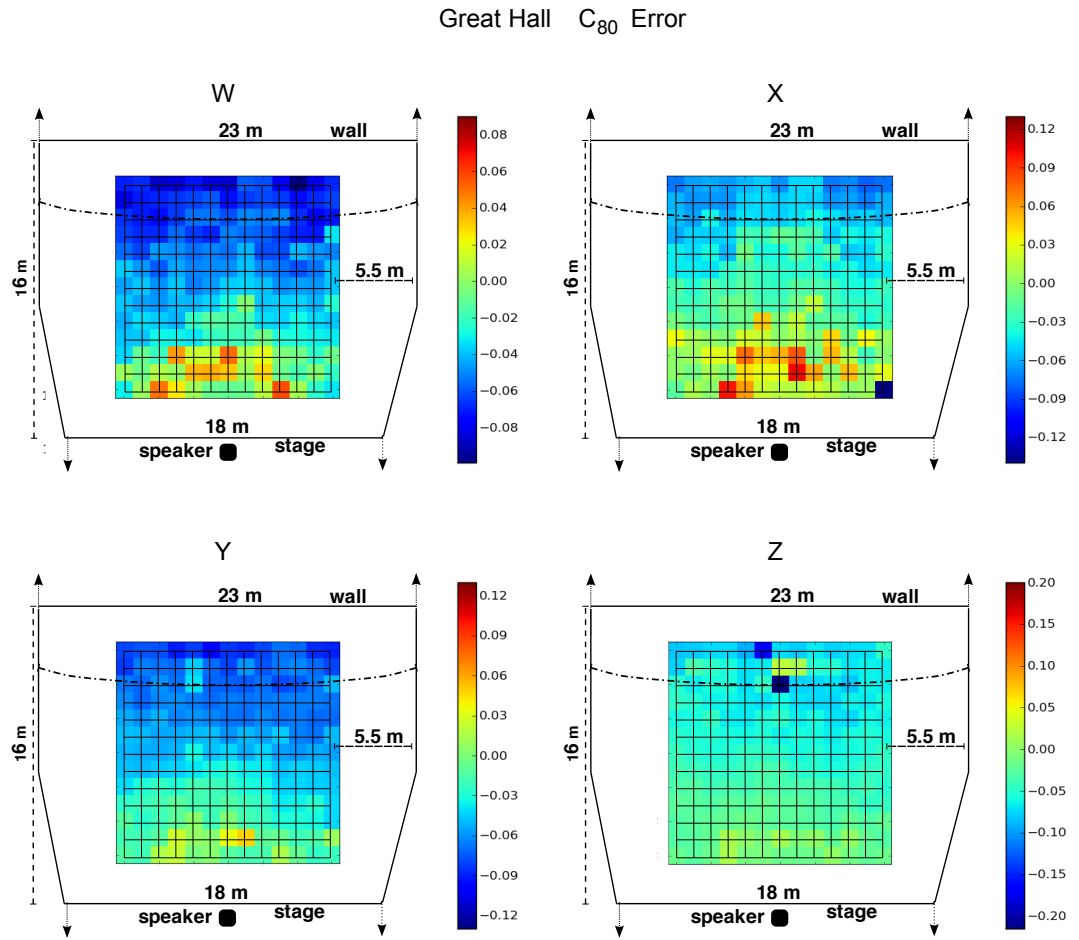 Great Hall C80 Error
W
23 m wall
16 m
5.5 m
18 m
speaker stage
0.08
0.06
0.04
0.02
0.00
−0.02
−0.04
−0.06
−0.08
X
23 m wall
16 m
5.5 m
18 m
speaker stage
0.12
0.09
0.06
0.03
0.00
−0.03
−0.06
−0.09
−0.12
Y
23 m wall
16 m
5.5 m
18 m
speaker stage
0.12
0.09
0.06
0.03
0.00
−0.03
−0.06
−0.09
−0.12
Z
23 m wall
16 m
5.5 m
18 m
speaker stage
0.20
0.15
0.10
0.05
0.00
−0.05
−0.10
−0.15
−0.20